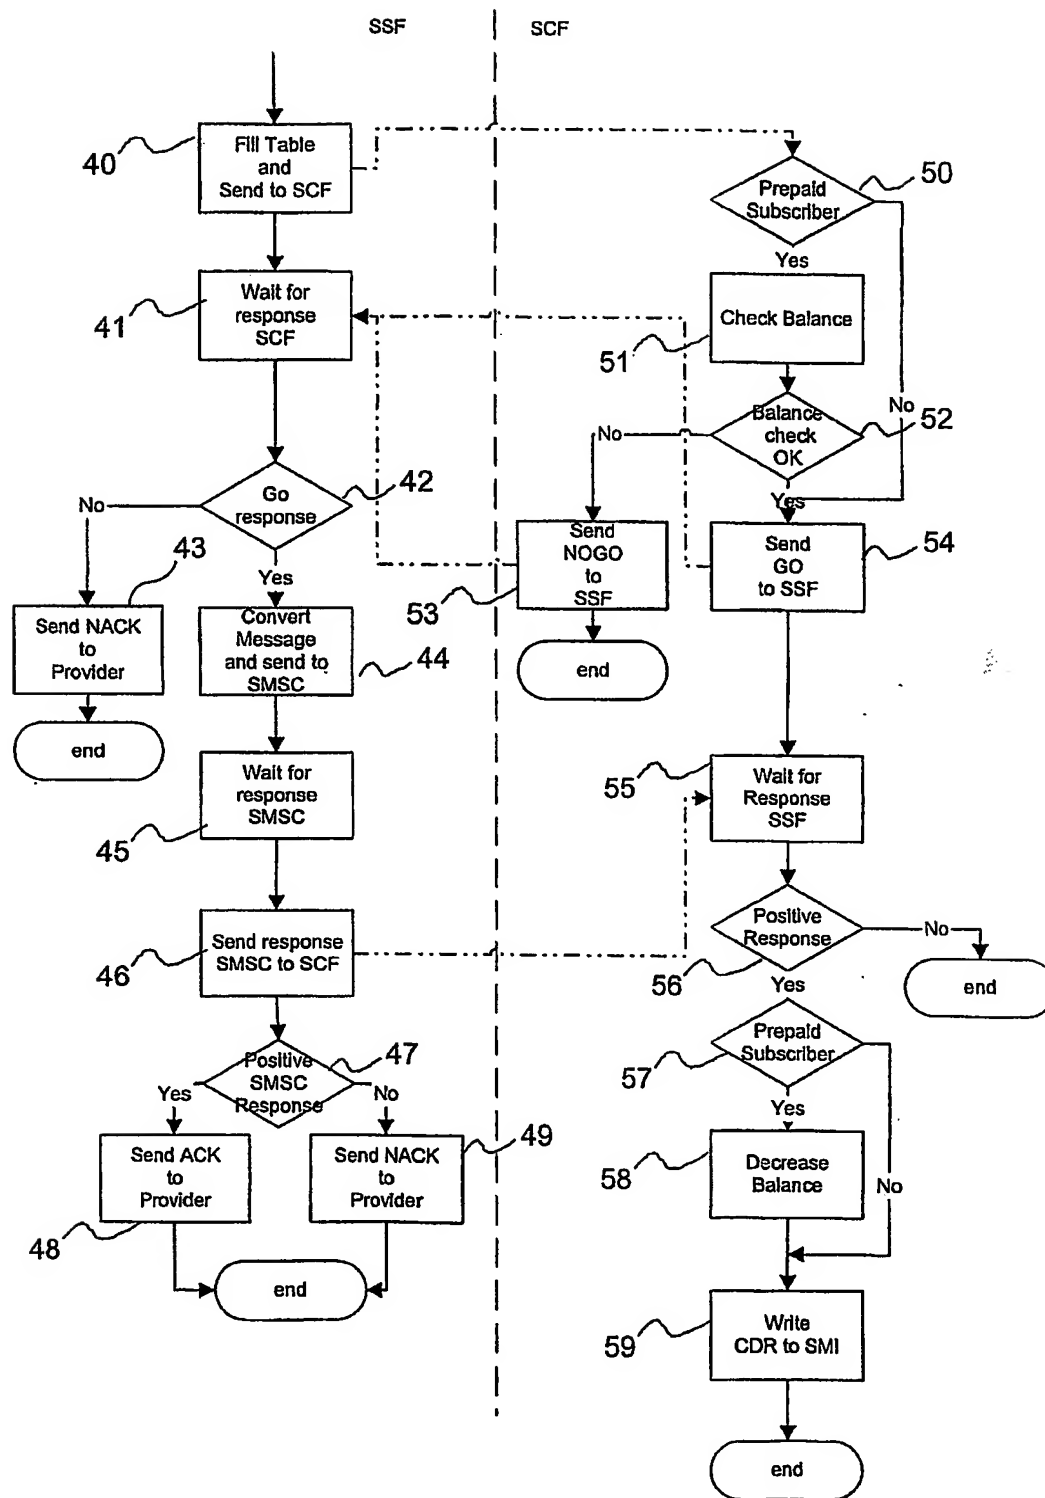 SSF
SCF
40
Fill Table
and
Send to SCF
41
Wait for
response
SCF
Go
response
42
No
Yes
43
Send NACK
to
Provider
end
Convert
Message
and send to
SMSC
44
Wait for
response
SMSC
45
Send response
SMSC to SCF
46
Positive
SMSC
Response
47
Yes
No
Send ACK
to
Provider
48
Send NACK
to
Provider
49
end
Prepaid
Subscriber
50
Yes
No
Check Balance
51
Balance
check
OK
52
No
Yes
Send
NOGO
to
SSF
53
end
Send
GO
to SSF
54
55
Wait for
Response
SSF
Positive
Response
56
No
end
Yes
Prepaid
Subscriber
57
Yes
No
58
Decrease
Balance
59
Write
CDR to SMI
end